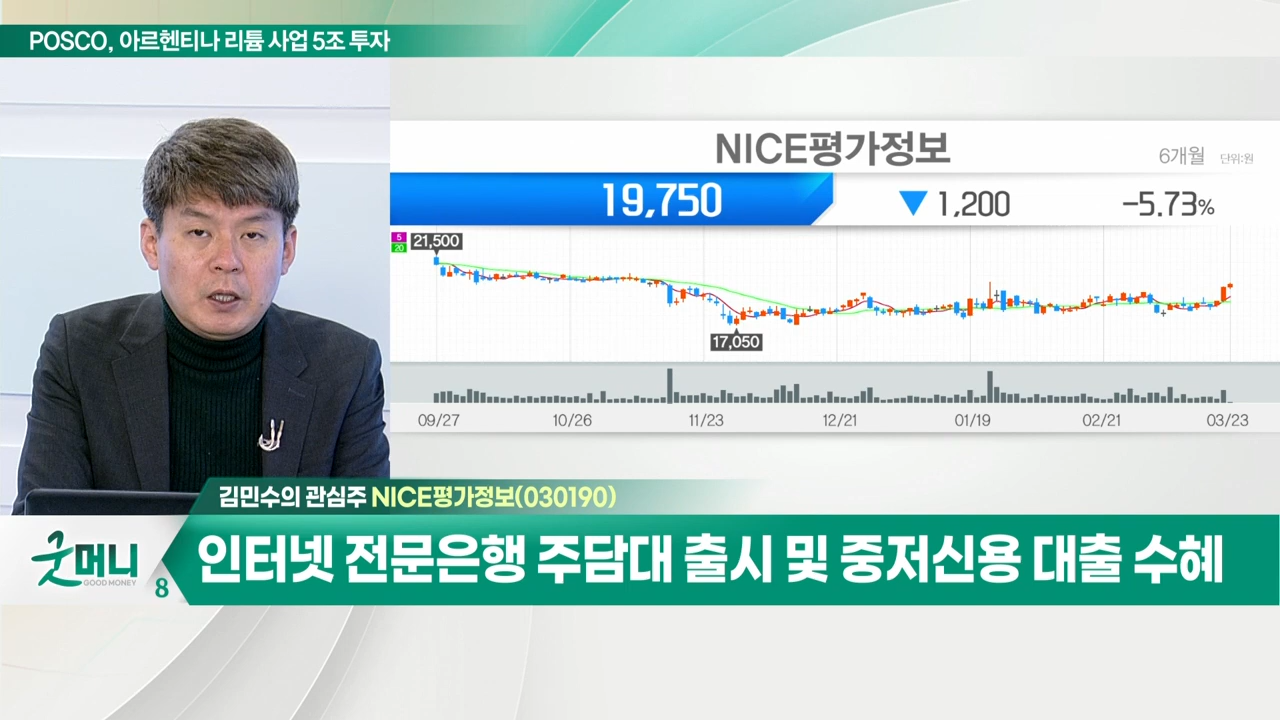 POSCO, 아르헨티나 리튬 사업 5조 투자
NICE평가정보
6개월 단위:원
19,750 ▼ 1,200 -5.73%
5
20
21,500
17,050
09/27 10/26 11/23 12/21 01/19 02/21 03/23
김민수의 관심주 NICE평가정보(030190)
굿머니
GOOD MONEY
8
인터넷 전문은행 주담대 출시 및 중저신용 대출 수혜